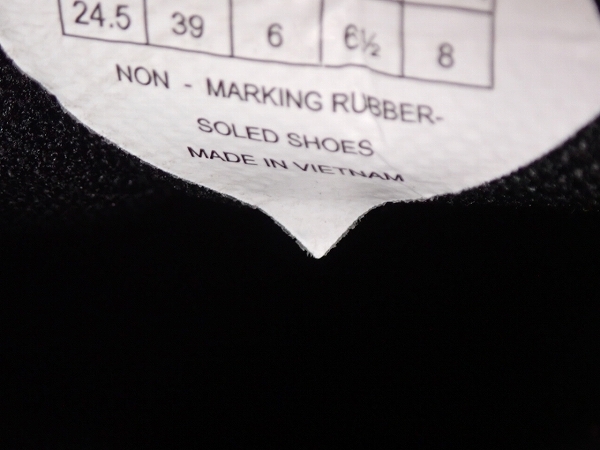 24.5 39 6 6½ 8
NON - MARKING RUBBER-
SOLED SHOES
MADE IN VIETNAM